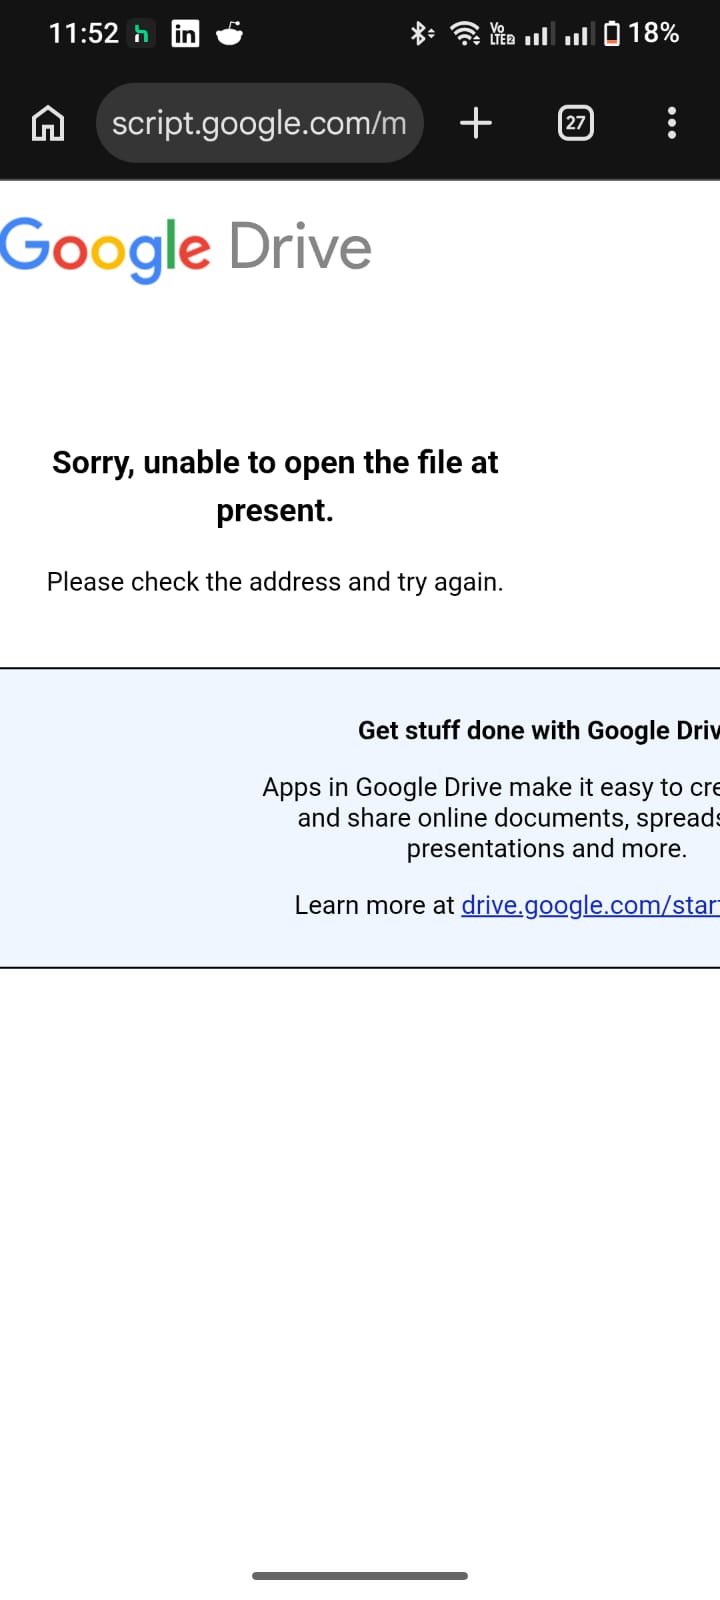 11:52 h in VoLTE2 18%
script.google.com/m 27
Google Drive
Sorry, unable to open the file at
present.
Please check the address and try again.
Get stuff done with Google Driv
Apps in Google Drive make it easy to cre
and share online documents, spreads
presentations and more.
Learn more at drive.google.com/star